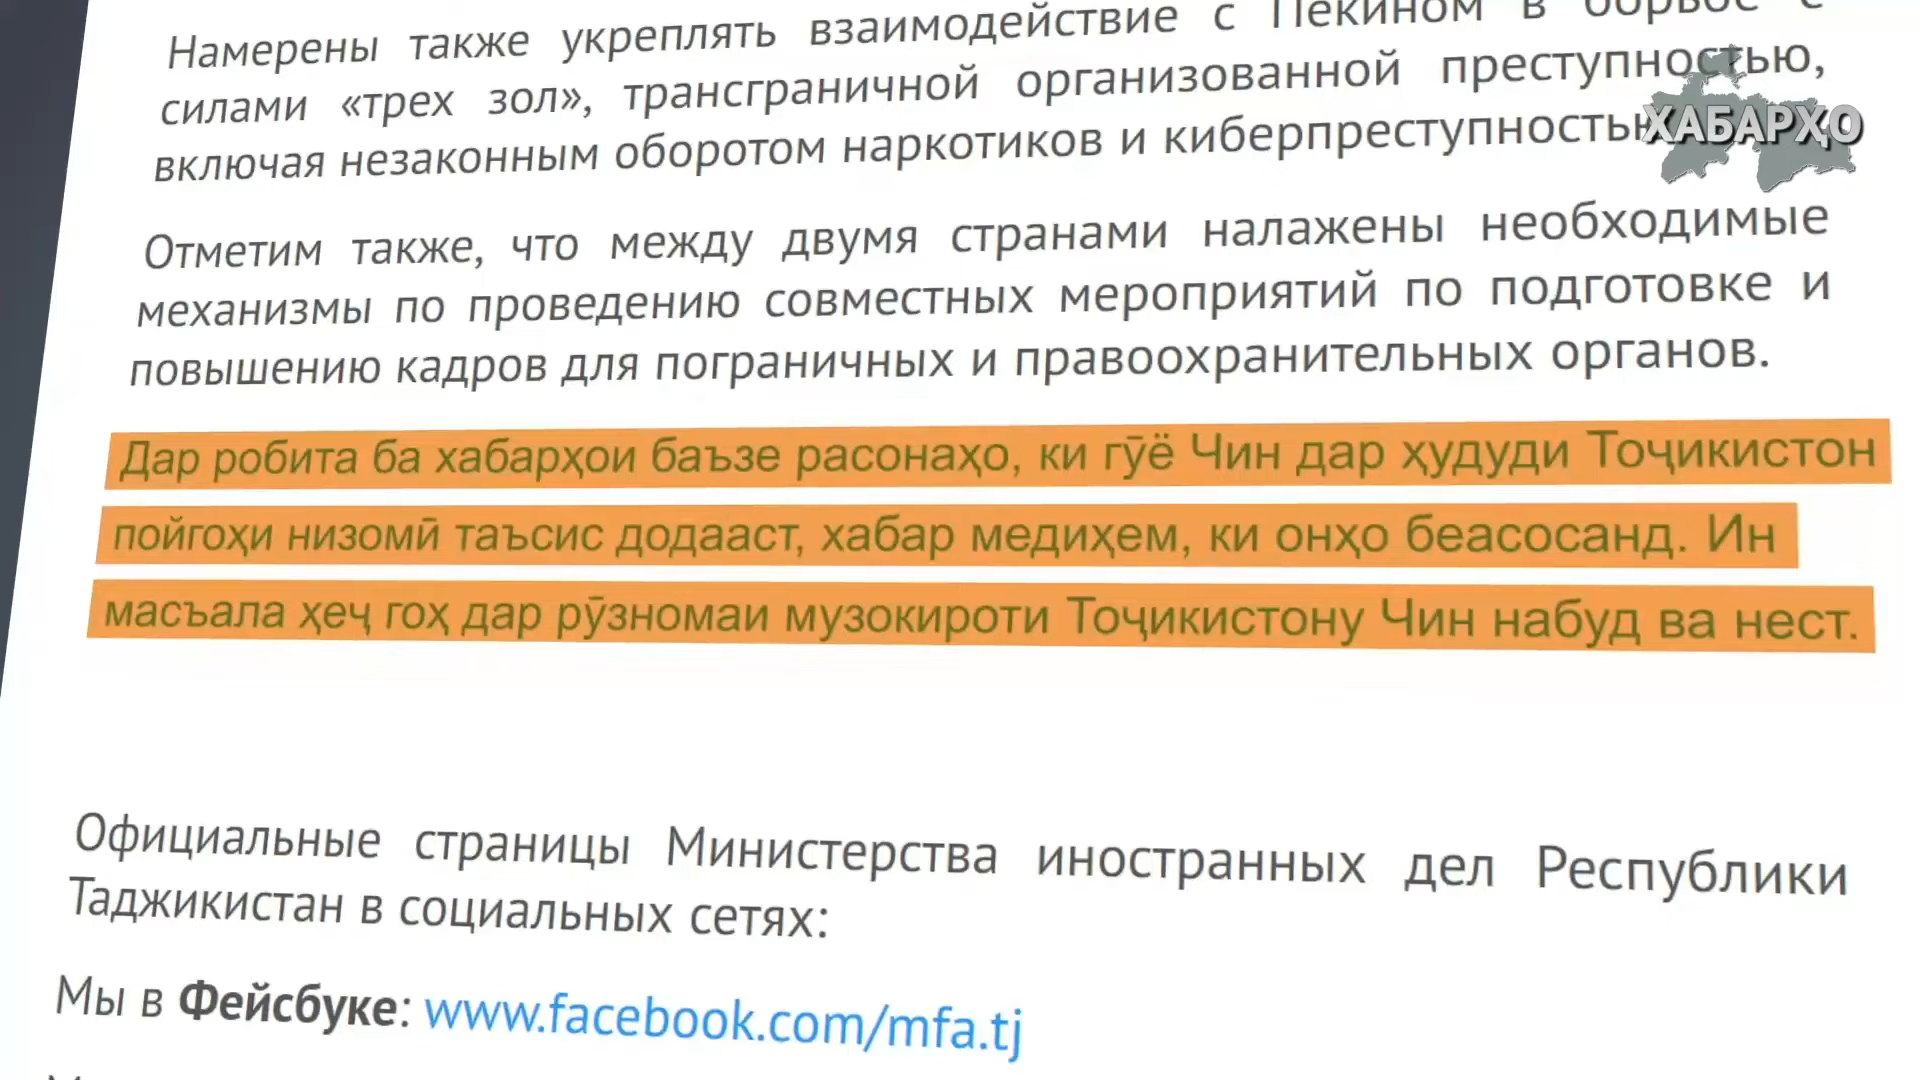 Намерены также укреплять взаимодействие с Пекином в борьбе с
силами «трех зол», трансграничной организованной преступностью,
включая незаконным оборотом наркотиков и киберпреступностью
ХАБАРҲО
Отметим также, что между двумя странами налажены необходимые
механизмы по проведению совместных мероприятий по подготовке и
повышению кадров для пограничных и правоохранительных органов.
Дар робита ба хабарҳои баъзе расонаҳо, ки гӯё Чин дар ҳудуди Тоҷикистон
пойгоҳи низомӣ таъсис додааст, хабар медиҳем, ки онҳо беасосанд. Ин
масъала ҳеҷ гоҳ дар рӯзномаи музокироти Тоҷикистону Чин набуд ва нест.
Официальные страницы Министерства иностранных дел Республики
Таджикистан в социальных сетях:
Мы в Фейсбуке: www.facebook.com/mfa.tj